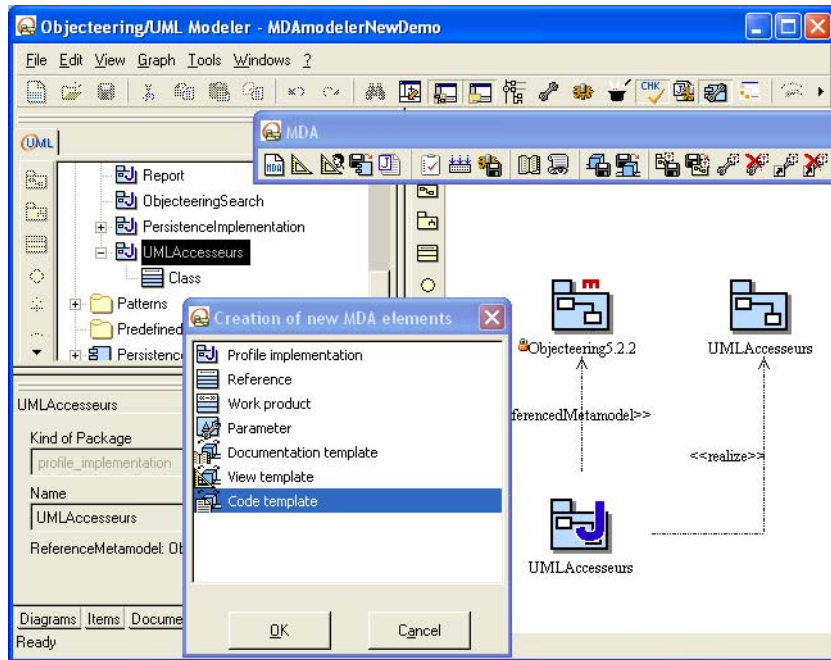 Objecteering/UML Modeler - MDAmodelerNewDemo
File Edit View Graph Tools Windows ?
CHK
MDA
MDA
UML
Report
ObjecteeringSearch
PersistenceImplementation
UMLAccesseurs
Class
Patterns
Predefined
Persistence
Creation of new MDA elements
Profile implementation
Reference
Work product
Parameter
Documentation template
View template
Code template
OK Cancel
UMLAccesseurs
Kind of Package
profile_implementation
Name
UMLAccesseurs
ReferenceMetamodel: Ob
Diagrams Items Docume
Ready
Objecteering5.2.2
UMLAccesseurs
ferencedMetamodel>>
<<realize>>
UMLAccesseurs